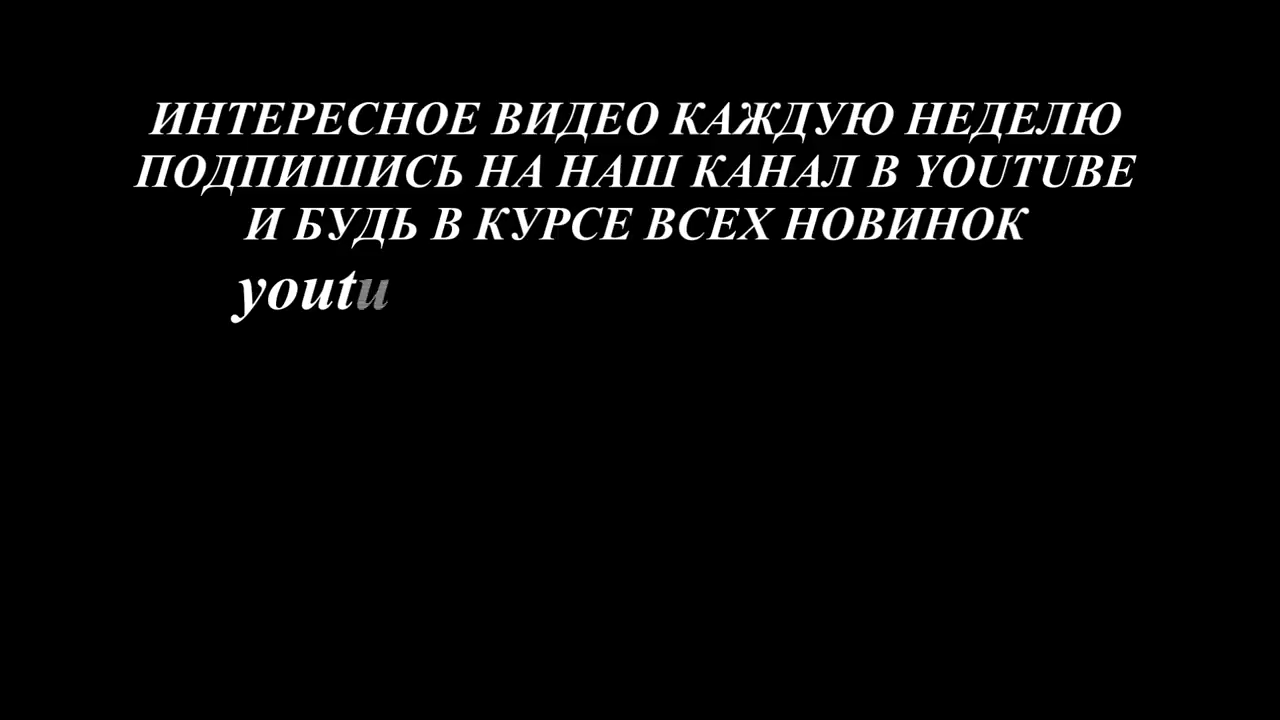 ИНТЕРЕСНОЕ ВИДЕО КАЖДУЮ НЕДЕЛЮ
ПОДПИШИСЬ НА НАШ КАНАЛ В YOUTUBE
И БУДЬ В КУРСЕ ВСЕХ НОВИНОК
youtu